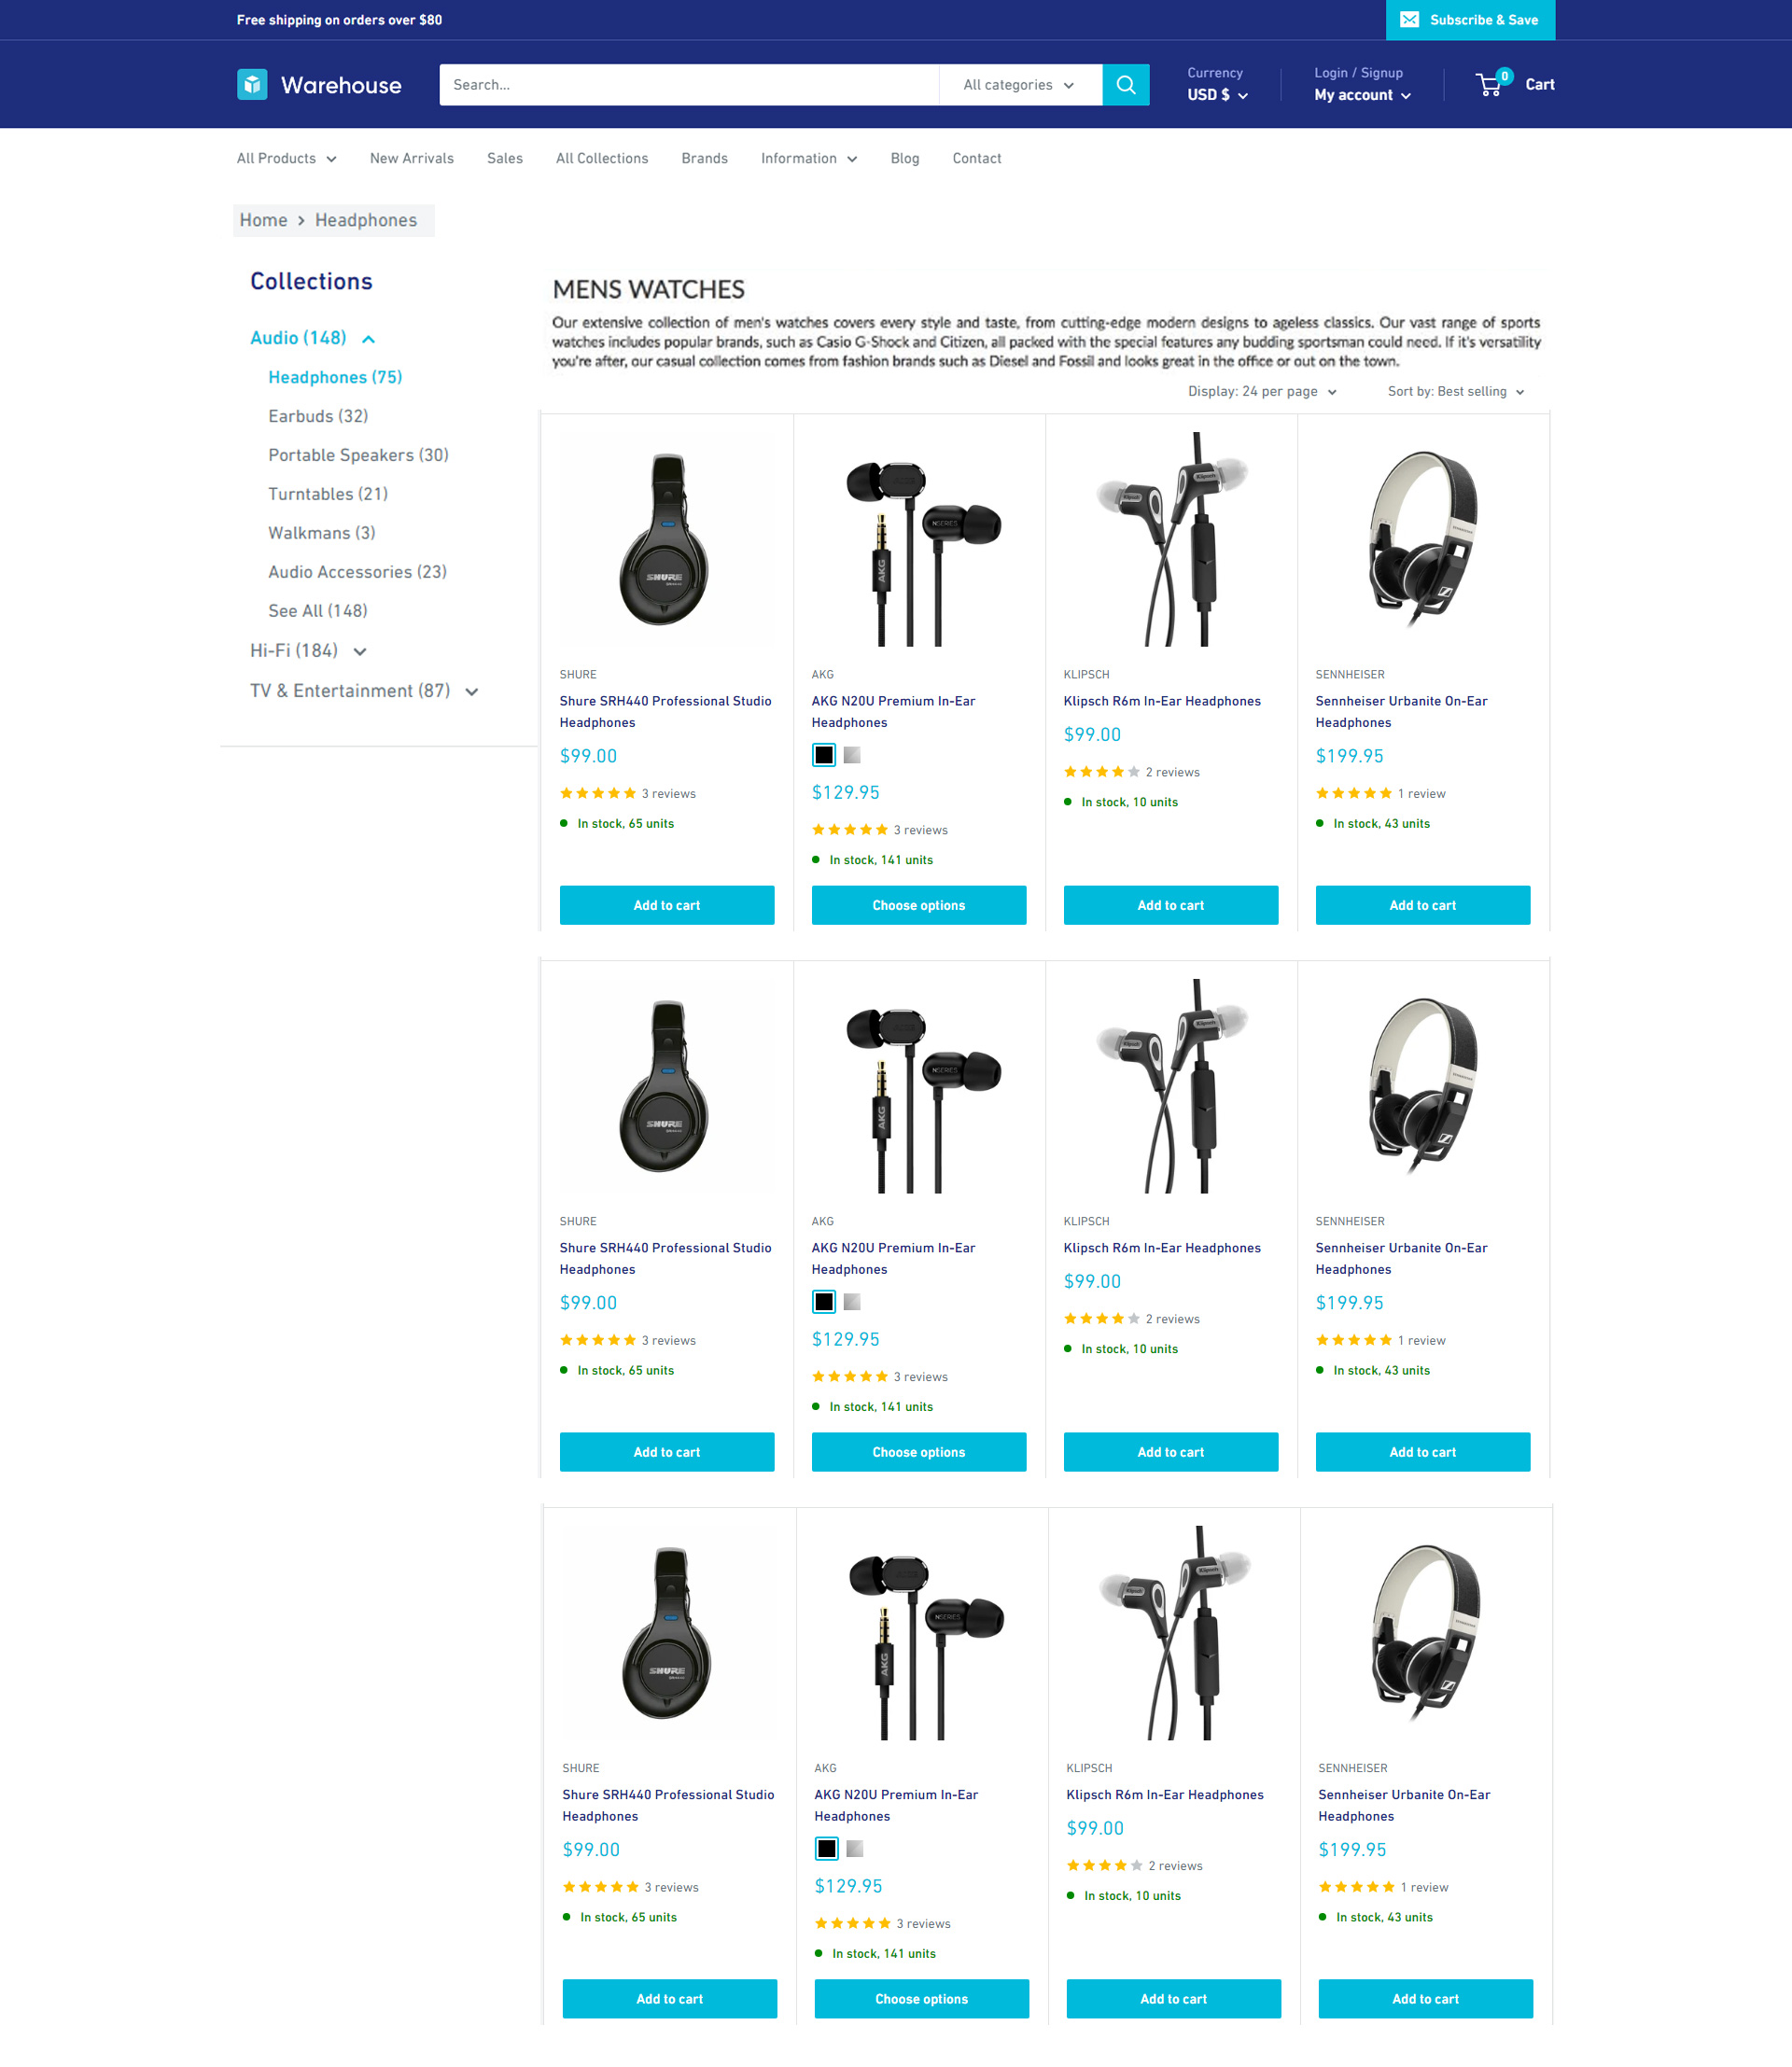 Free shipping on orders over $80
Subscribe & Save
Warehouse
Search...
All categories
Currency
USD $
Login / Signup
My account
0
Cart
All Products
New Arrivals
Sales
All Collections
Brands
Information
Blog
Contact
Home > Headphones
Collections
Audio (148)
Headphones (75)
Earbuds (32)
Portable Speakers (30)
Turntables (21)
Walkmans (3)
Audio Accessories (23)
See All (148)
Hi-Fi (184)
TV & Entertainment (87)
MENS WATCHES
Our extensive collection of men's watches covers every style and taste, from cutting-edge modern designs to ageless classics. Our vast range of sports
watches includes popular brands, such as Casio G-Shock and Citizen, all packed with the special features any budding sportsman could need. If it's versatility
you're after, our casual collection comes from fashion brands such as Diesel and Fossil and looks great in the office or out on the town.
Display: 24 per page
Sort by: Best selling
SHURE
SHURE
Shure SRH440 Professional Studio
Headphones
$99.00
3 reviews
In stock, 65 units
Add to cart
NSERIES
AKG
AKG
AKG N20U Premium In-Ear
Headphones
$129.95
3 reviews
In stock, 141 units
Choose options
Klipsch
Klipsch
KLIPSCH
Klipsch R6m In-Ear Headphones
$99.00
2 reviews
In stock, 10 units
Add to cart
SENNHEISER
Sennheiser Urbanite On-Ear
Headphones
$199.95
1 review
In stock, 43 units
Add to cart
SHURE
SHURE
Shure SRH440 Professional Studio
Headphones
$99.00
3 reviews
In stock, 65 units
Add to cart
NSERIES
AKG
AKG
AKG N20U Premium In-Ear
Headphones
$129.95
3 reviews
In stock, 141 units
Choose options
Klipsch
Klipsch
KLIPSCH
Klipsch R6m In-Ear Headphones
$99.00
2 reviews
In stock, 10 units
Add to cart
SENNHEISER
Sennheiser Urbanite On-Ear
Headphones
$199.95
1 review
In stock, 43 units
Add to cart
SHURE
SHURE
Shure SRH440 Professional Studio
Headphones
$99.00
3 reviews
In stock, 65 units
Add to cart
NSERIES
AKG
AKG
AKG N20U Premium In-Ear
Headphones
$129.95
3 reviews
In stock, 141 units
Choose options
Klipsch
Klipsch
KLIPSCH
Klipsch R6m In-Ear Headphones
$99.00
2 reviews
In stock, 10 units
Add to cart
SENNHEISER
Sennheiser Urbanite On-Ear
Headphones
$199.95
1 review
In stock, 43 units
Add to cart